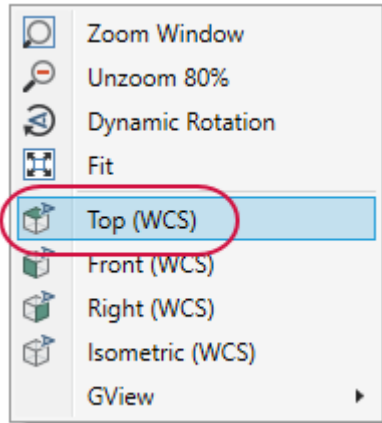 Zoom Window
Unzoom 80%
Dynamic Rotation
Fit
Top (WCS)
Front (WCS)
Right (WCS)
Isometric (WCS)
GView